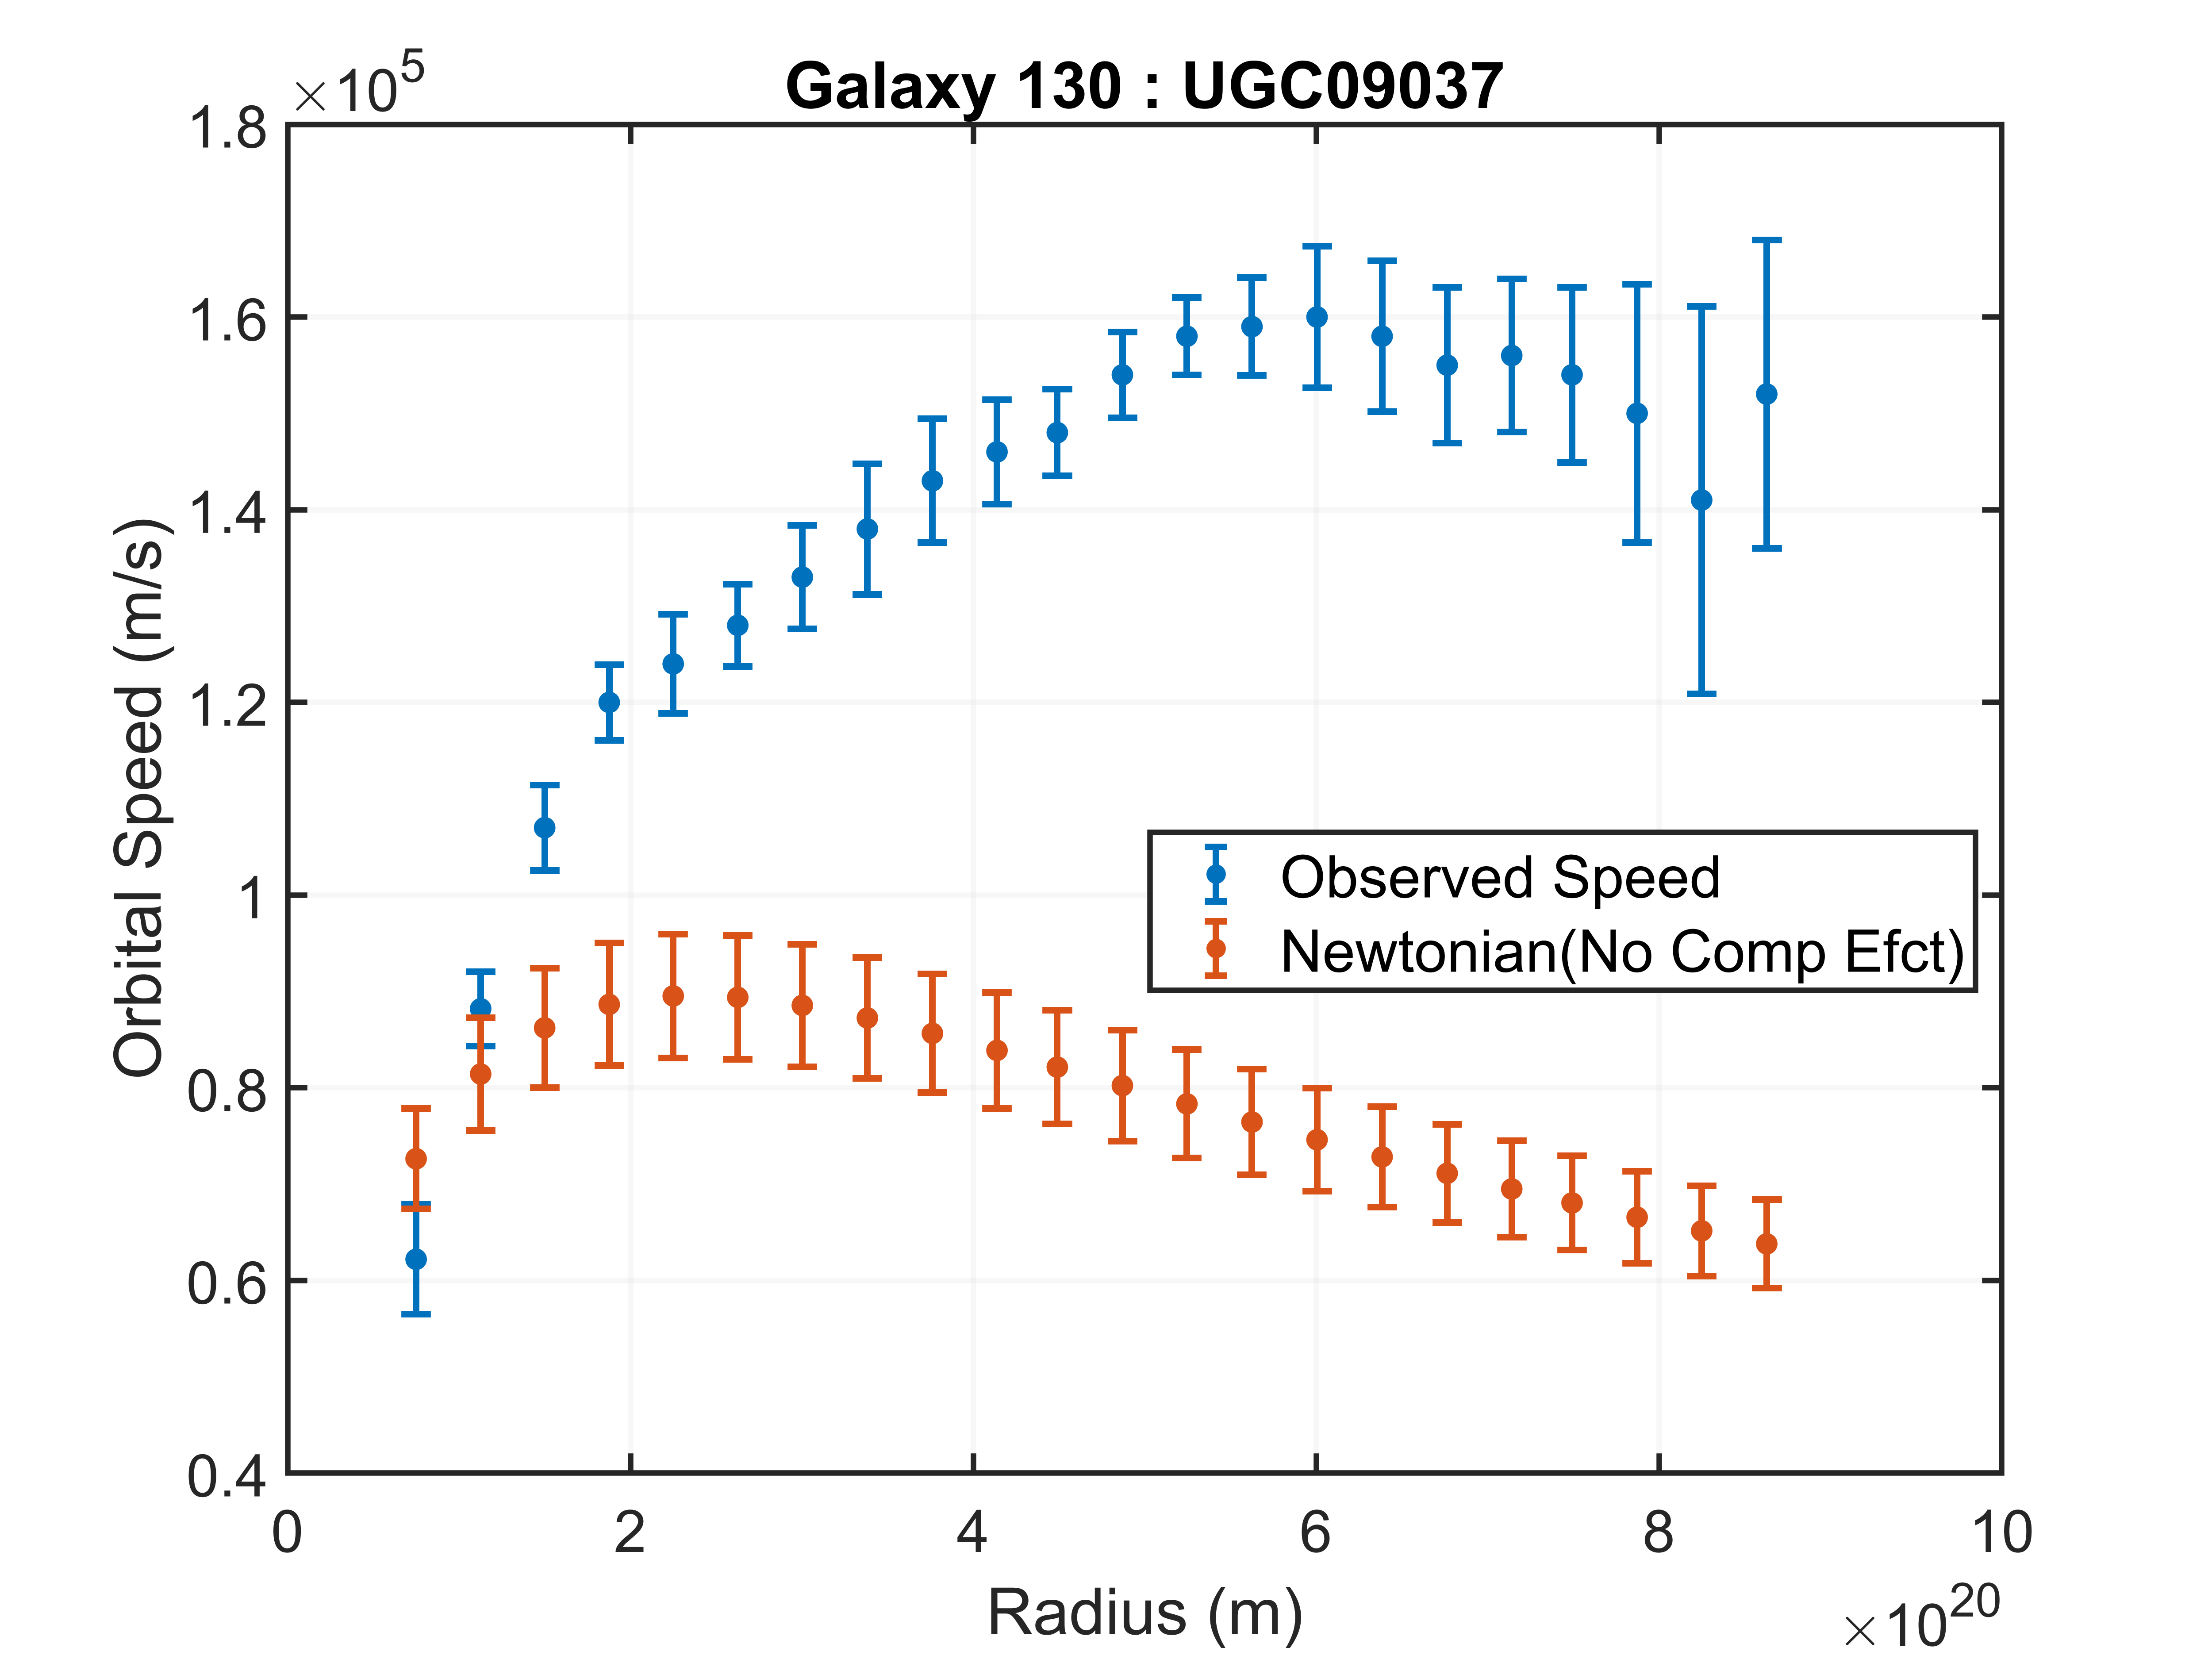 Galaxy 130 : UGC09037
×10^5
1.8
1.6
1.4
1.2
1
0.8
0.6
0.4
Orbital Speed (m/s)
Observed Speed
Newtonian(No Comp Efct)
0 2 4 6 8 10
Radius (m)
×10^20